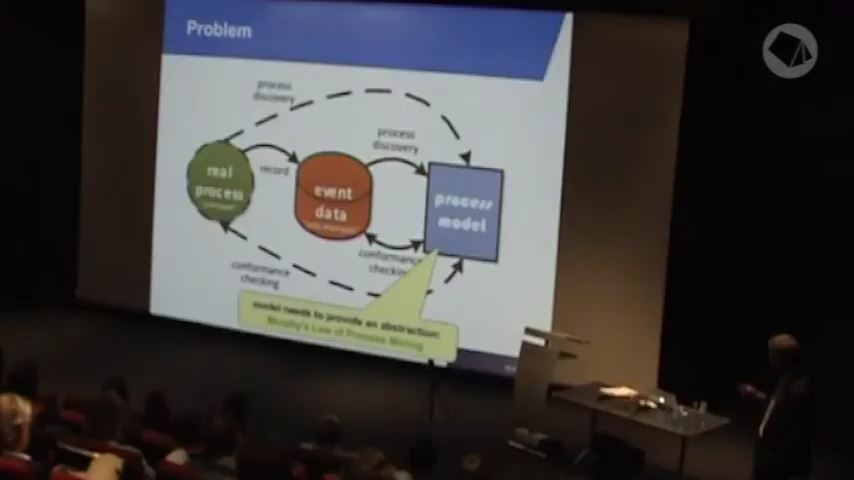 Problem
process
discovery
process
discovery
real
process
record
event
data
process
model
conformance
checking
conformance
checking
model needs to provide an abstraction:
Murphy's Law of Process Mining